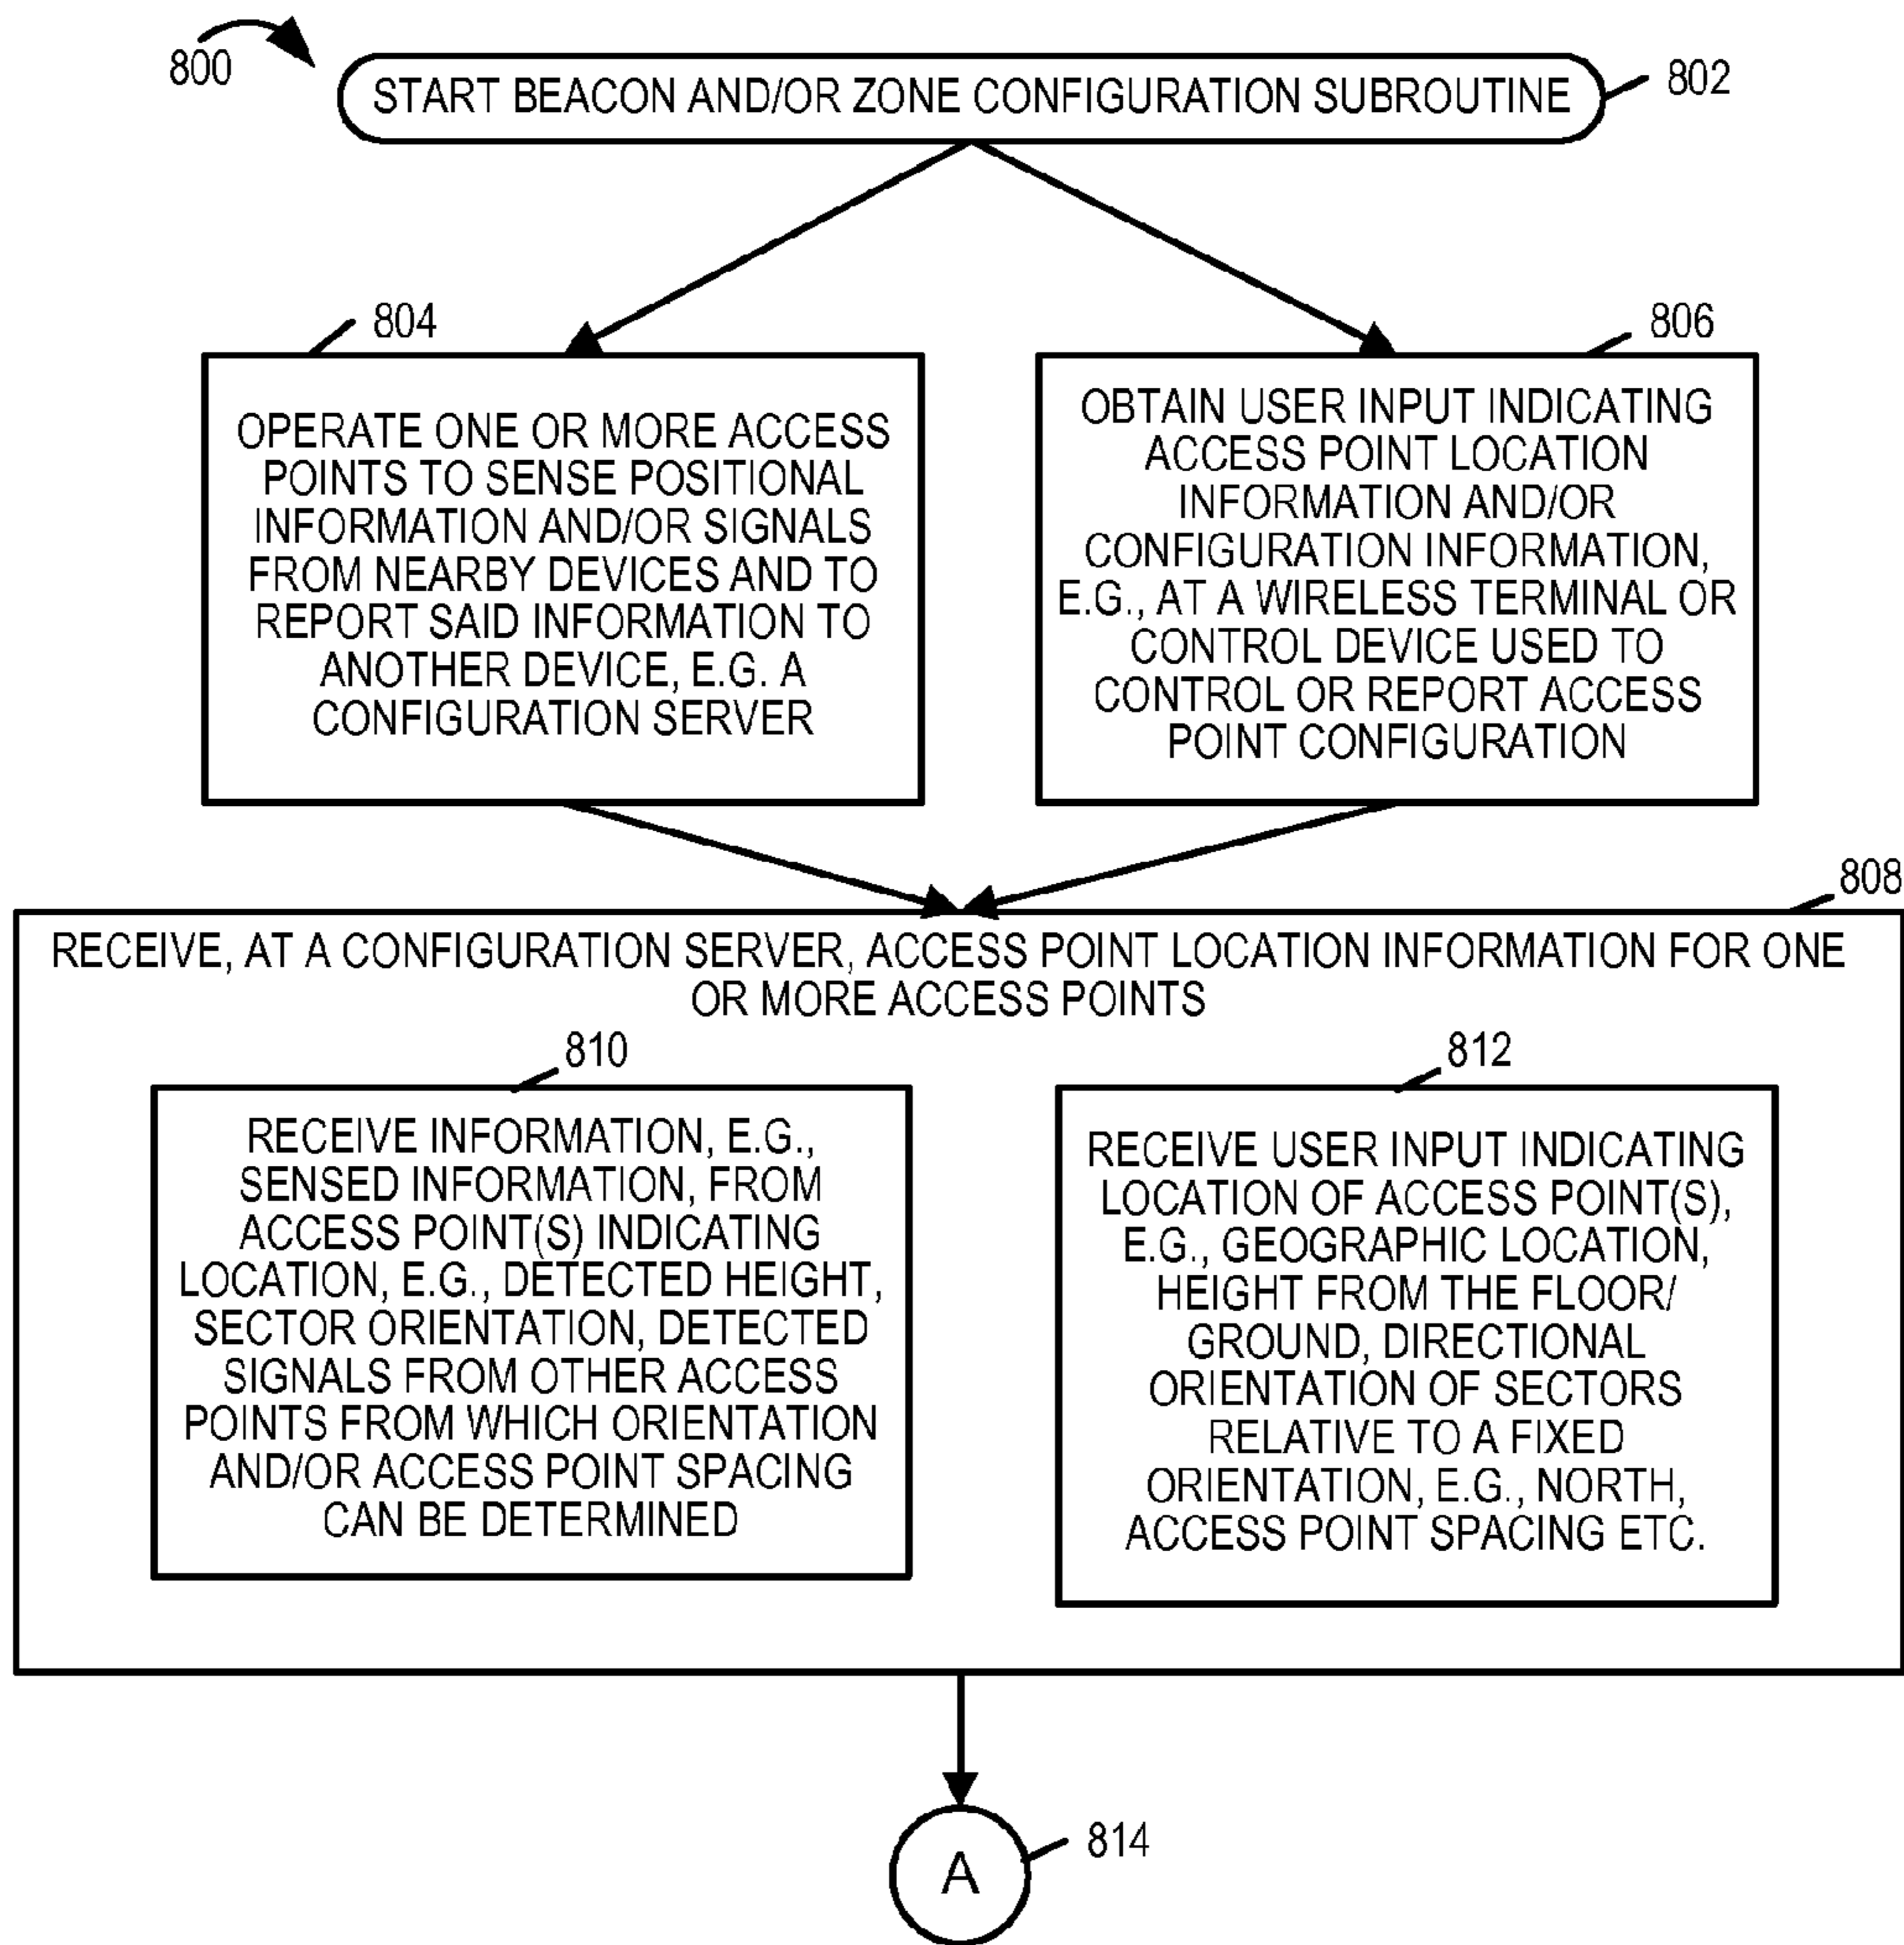 800
START BEACON AND/OR ZONE CONFIGURATION SUBROUTINE
802
804
OPERATE ONE OR MORE ACCESS
POINTS TO SENSE POSITIONAL
INFORMATION AND/OR SIGNALS
FROM NEARBY DEVICES AND TO
REPORT SAID INFORMATION TO
ANOTHER DEVICE, E.G. A
CONFIGURATION SERVER
806
OBTAIN USER INPUT INDICATING
ACCESS POINT LOCATION
INFORMATION AND/OR
CONFIGURATION INFORMATION,
E.G., AT A WIRELESS TERMINAL OR
CONTROL DEVICE USED TO
CONTROL OR REPORT ACCESS
POINT CONFIGURATION
808
RECEIVE, AT A CONFIGURATION SERVER, ACCESS POINT LOCATION INFORMATION FOR ONE
OR MORE ACCESS POINTS
810
RECEIVE INFORMATION, E.G.,
SENSED INFORMATION, FROM
ACCESS POINT(S) INDICATING
LOCATION, E.G., DETECTED HEIGHT,
SECTOR ORIENTATION, DETECTED
SIGNALS FROM OTHER ACCESS
POINTS FROM WHICH ORIENTATION
AND/OR ACCESS POINT SPACING
CAN BE DETERMINED
812
RECEIVE USER INPUT INDICATING
LOCATION OF ACCESS POINT(S),
E.G., GEOGRAPHIC LOCATION,
HEIGHT FROM THE FLOOR/
GROUND, DIRECTIONAL
ORIENTATION OF SECTORS
RELATIVE TO A FIXED
ORIENTATION, E.G., NORTH,
ACCESS POINT SPACING ETC.
A
814